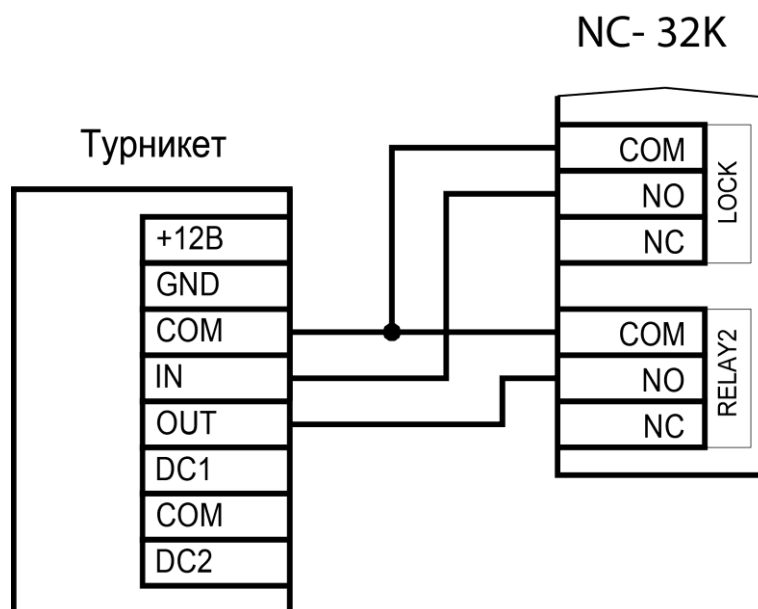 NC- 32K
Турникет
+12В
GND
COM
IN
OUT
DC1
COM
DC2
COM
NO
NC
LOCK
COM
NO
NC
RELAY2